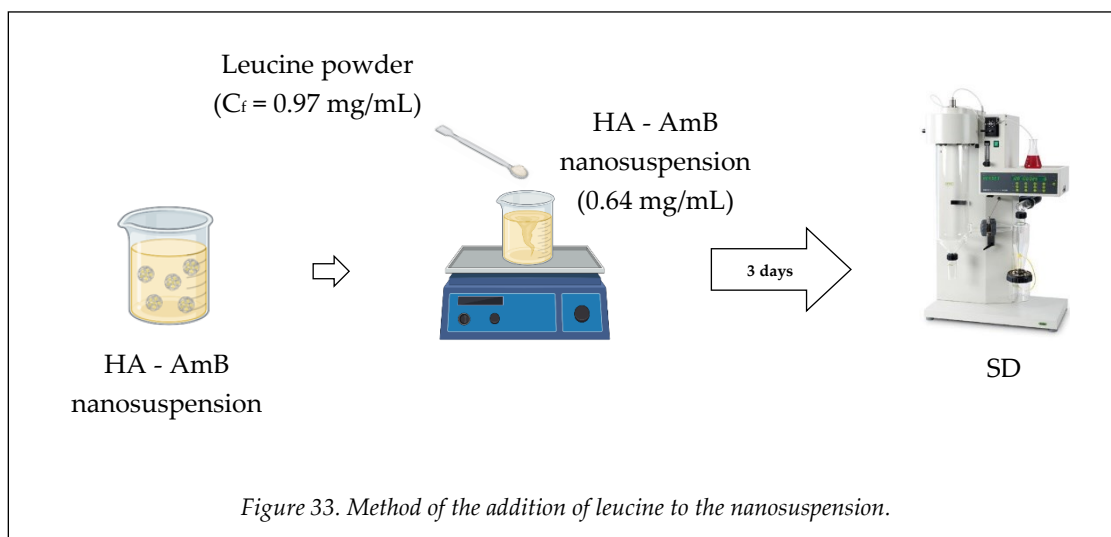 Leucine powder
(Cf = 0.97 mg/mL)
HA - AmB
nanosuspension
(0.64 mg/mL)
3 days
HA - AmB
nanosuspension
SD
Figure 33. Method of the addition of leucine to the nanosuspension.